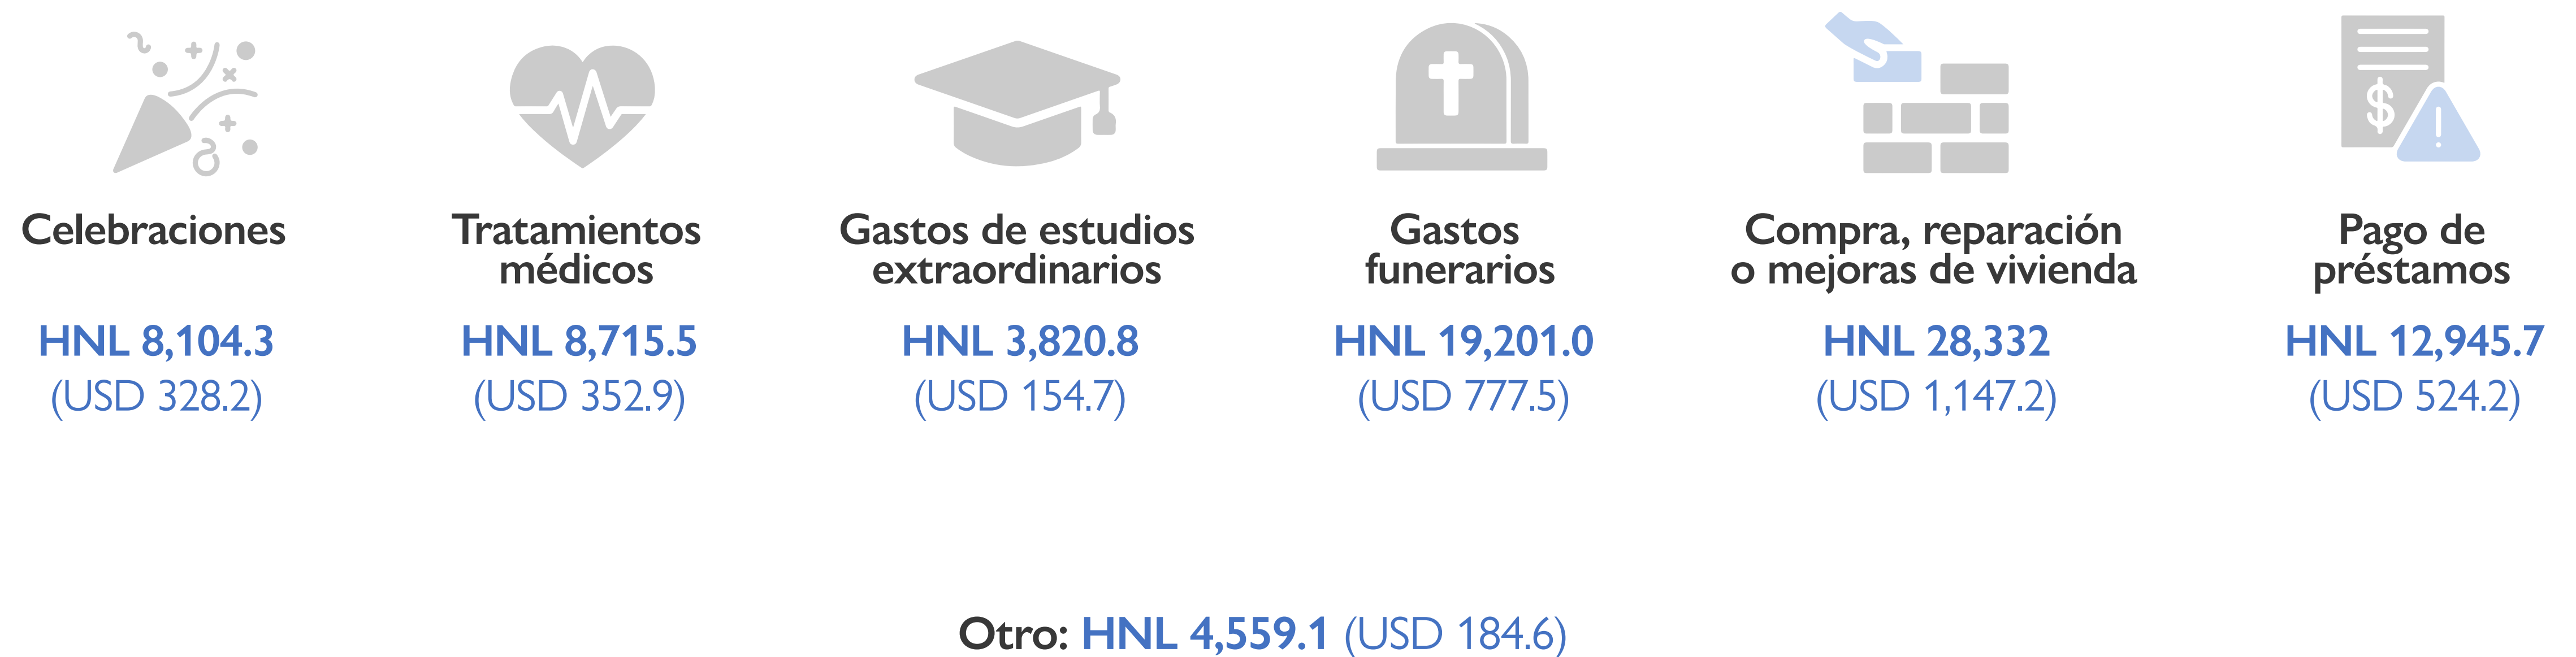 Celebraciones
HNL 8,104.3
(USD 328.2)
Tratamientos
médicos
HNL 8,715.5
(USD 352.9)
Gastos de estudios
extraordinarios
HNL 3,820.8
(USD 154.7)
Gastos
funerarios
HNL 19,201.0
(USD 777.5)
Compra, reparación
o mejoras de vivienda
HNL 28,332
(USD 1,147.2)
$
!
Pago de
préstamos
HNL 12,945.7
(USD 524.2)
Otro: HNL 4,559.1 (USD 184.6)